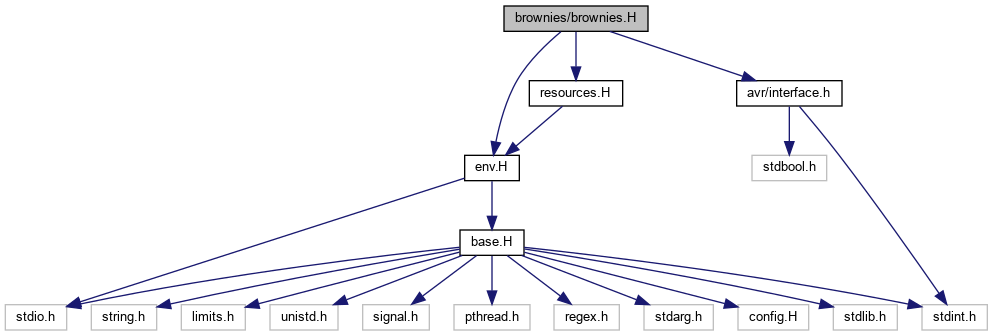 brownies/brownies.H
resources.H
avr/interface.h
env.H
stdbool.h
base.H
stdio.h
string.h
limits.h
unistd.h
signal.h
pthread.h
regex.h
stdarg.h
config.H
stdlib.h
stdint.h